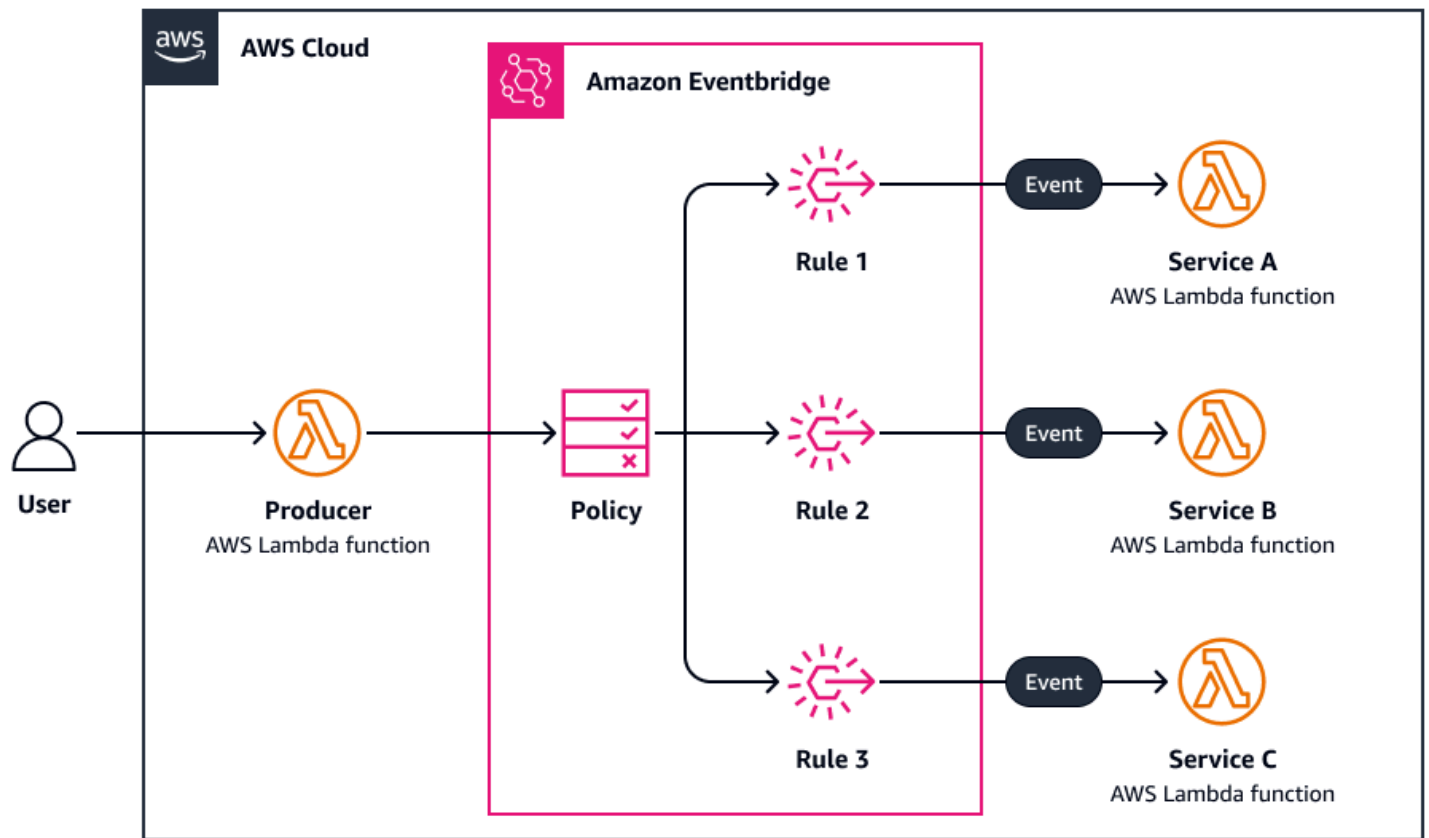 aws
AWS Cloud
Amazon Eventbridge
Rule 1
Event
Service A
AWS Lambda function
User
Producer
AWS Lambda function
Policy
Rule 2
Event
Service B
AWS Lambda function
Rule 3
Event
Service C
AWS Lambda function